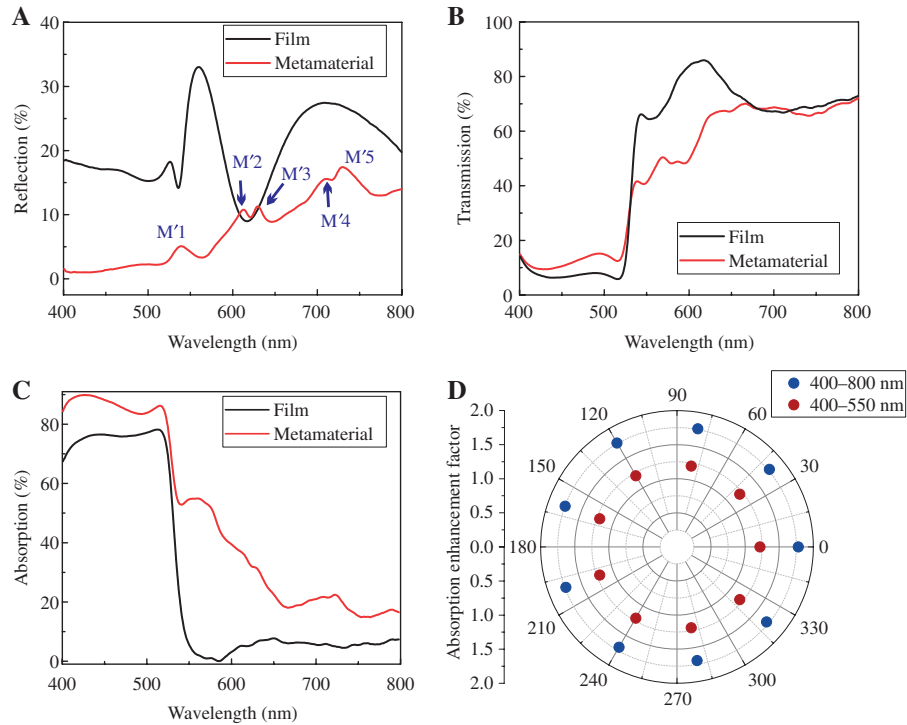 A
Reflection (%)
40
30
20
10
0
Film
Metamaterial
M′1
M′2
M′3
M′4
M′5
400 500 600 700 800
Wavelength (nm)
B
Transmission (%)
100
80
60
40
20
0
Film
Metamaterial
400 500 600 700 800
Wavelength (nm)
C
Absorption (%)
80
60
40
20
0
Film
Metamaterial
400 500 600 700 800
Wavelength (nm)
D
400–800 nm
400–550 nm
Absorption enhancement factor
2.0
1.5
1.0
0.5
0.0
0.5
1.0
1.5
2.0
0
30
60
90
120
150
180
210
240
270
300
330